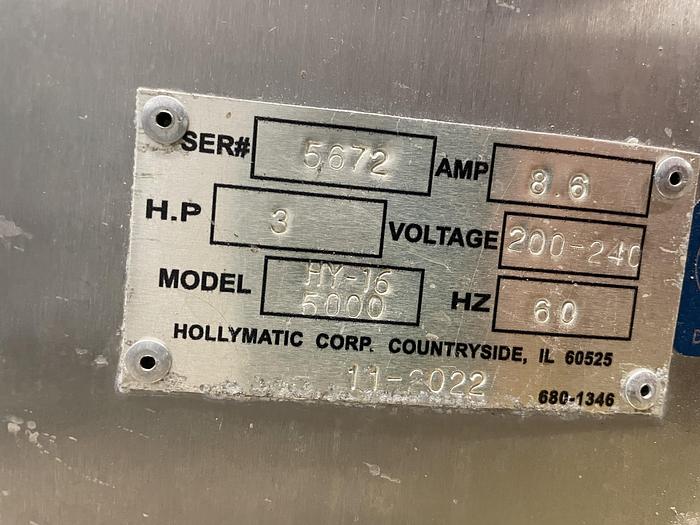 SER# 5672 AMP 8.6
H.P 3 VOLTAGE 200-240
MODEL HY-16 5000 HZ 60
HOLLYMATIC CORP. COUNTRYSIDE, IL 60525
11-2022 680-1346